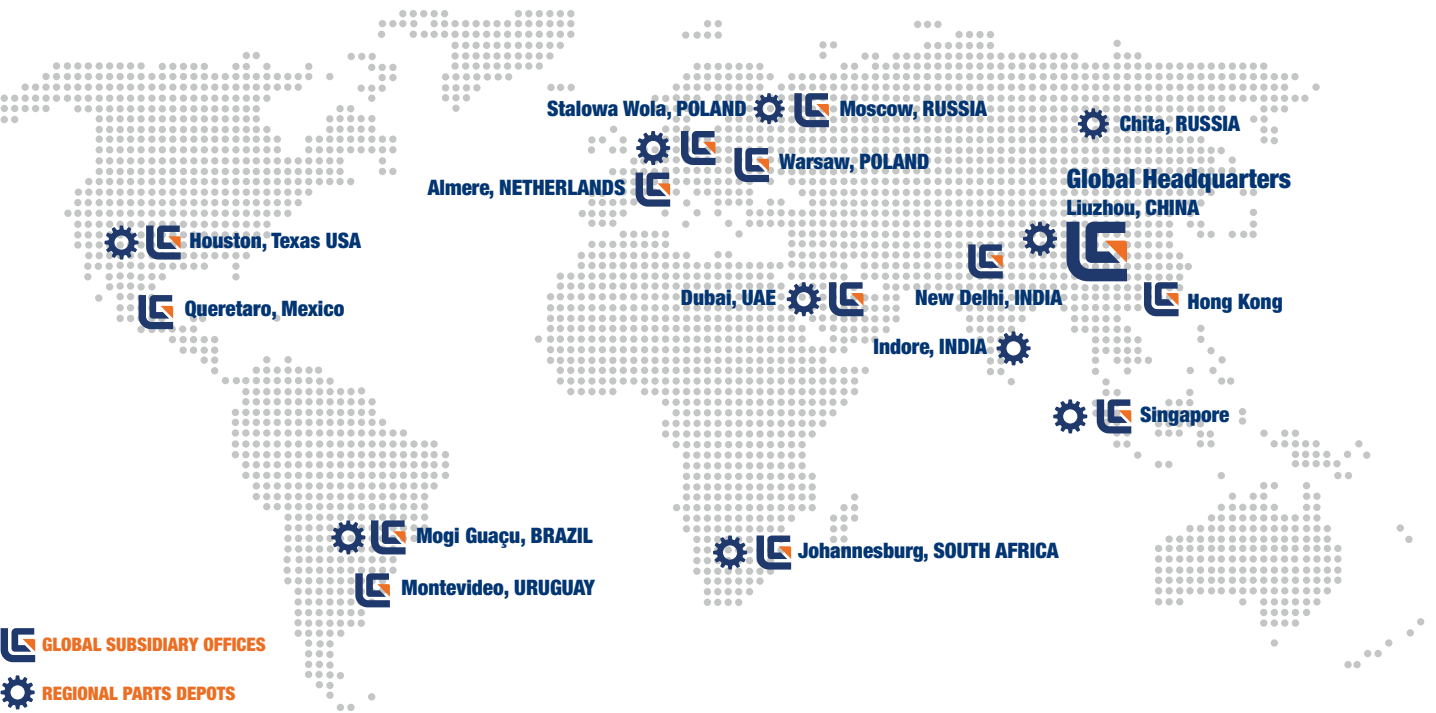 Stalowa Wola, POLAND
Moscow, RUSSIA
Chita, RUSSIA
Warsaw, POLAND
Almere, NETHERLANDS
Global Headquarters
Liuzhou, CHINA
Houston, Texas USA
Queretaro, Mexico
Dubai, UAE
New Delhi, INDIA
Hong Kong
Indore, INDIA
Singapore
Mogi Guaçu, BRAZIL
Johannesburg, SOUTH AFRICA
Montevideo, URUGUAY
GLOBAL SUBSIDIARY OFFICES
REGIONAL PARTS DEPOTS